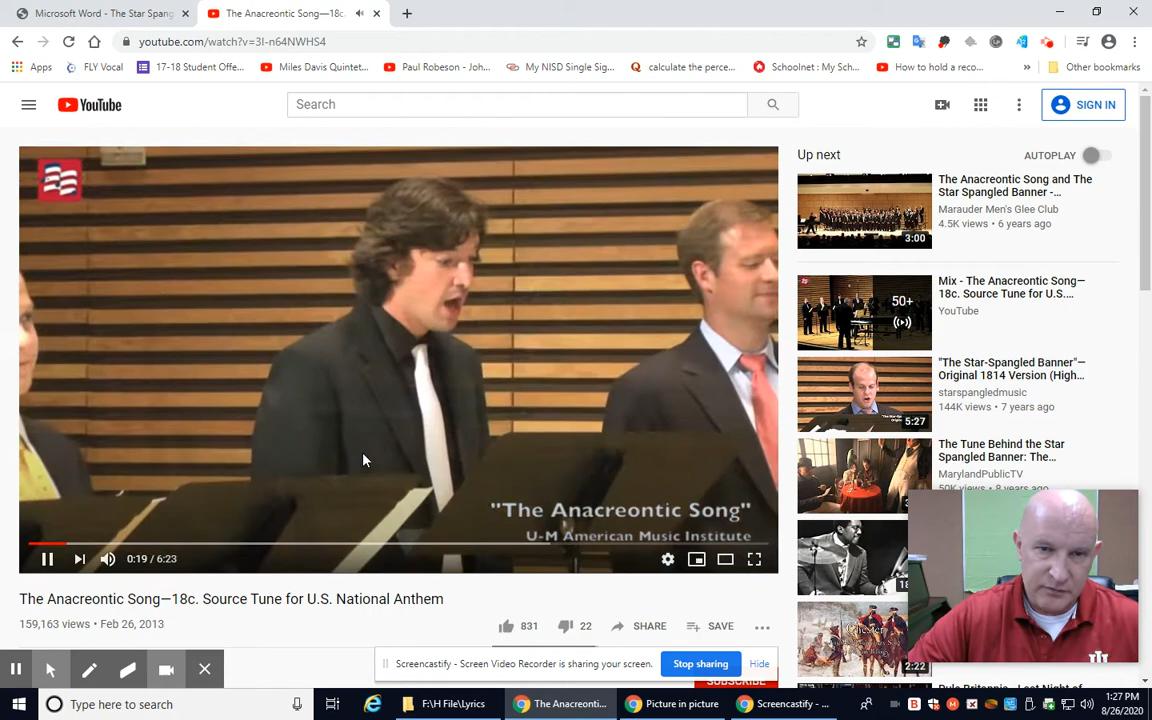 Microsoft Word - The Star Spang
The Anacreontic Song—18c.
youtube.com/watch?v=3I-n64NWHS4
Apps
FLY Vocal
17-18 Student Offe...
Miles Davis Quintet...
Paul Robeson - Joh...
My NISD Single Sig...
calculate the perce...
Schoolnet : My Sch...
How to hold a reco...
»
Other bookmarks
YouTube
Search
SIGN IN
Up next
AUTOPLAY
The Anacreontic Song and The
Star Spangled Banner -...
Marauder Men's Glee Club
4.5K views • 6 years ago
3:00
Mix - The Anacreontic Song—
18c. Source Tune for U.S....
YouTube
50+
"The Star-Spangled Banner"—
Original 1814 Version (High...
starspangledmusic
144K views • 7 years ago
5:27
The Tune Behind the Star
Spangled Banner: The...
MarylandPublicTV
50K views • 8 years ago
"The Anacreontic Song"
U-M American Music Institute
0:19 / 6:23
The Anacreontic Song—18c. Source Tune for U.S. National Anthem
159,163 views • Feb 26, 2013
831
22
SHARE
SAVE
18
Chester
2:22
Screencastify - Screen Video Recorder is sharing your screen.
Stop sharing
Hide
SUBSCRIBE
Type here to search
F:\H File\Lyrics
The Anacreonti...
Picture in picture
Screencastify - ...
1:27 PM
8/26/2020